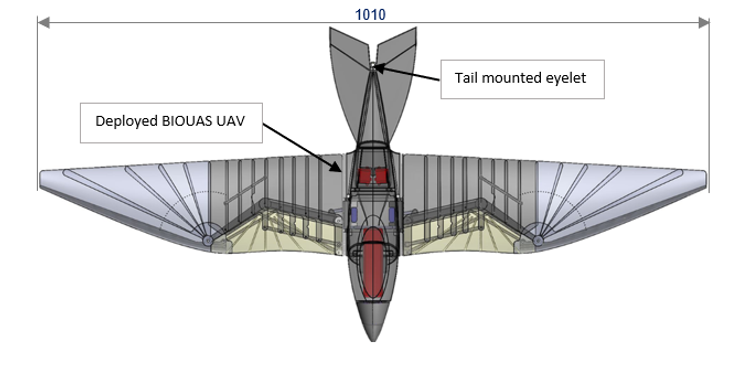 1010
Tail mounted eyelet
Deployed BIOUAS UAV